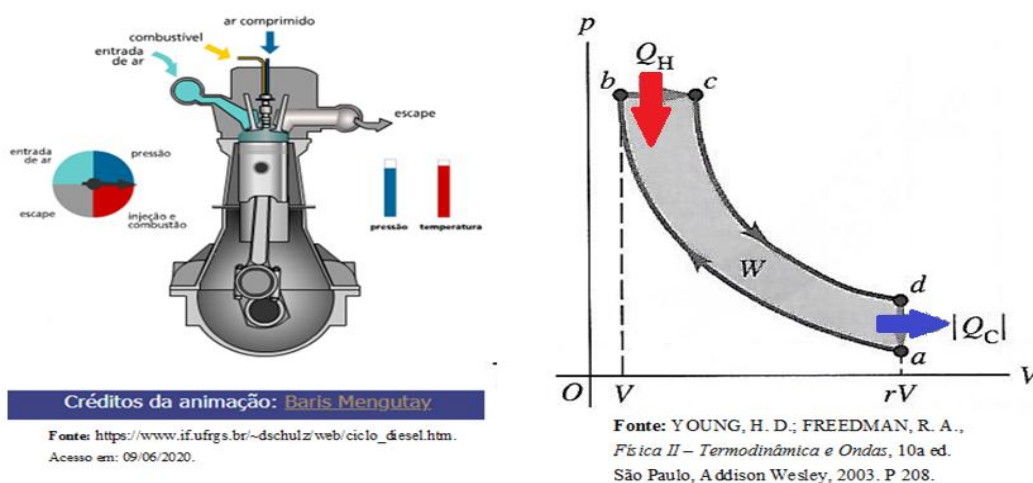 ar comprimido
combustível
entrada
de ar
escape
entrada
de ar
pressão
escape
injeção e
combustão
pressão
temperatura
Créditos da animação: Baris Mengutay
Fonte: https://www.if.ufrgs.br/~dschulz/web/ciclo_diesel.htm.
Acesso em: 09/06/2020.
p
Q_H
b
c
W
d
|Q_C|
a
O
V
rV
V
Fonte: YOUNG, H. D.; FREEDMAN, R. A.,
Física II – Termodinâmica e Ondas, 10a ed.
São Paulo, Addison Wesley, 2003. P 208.